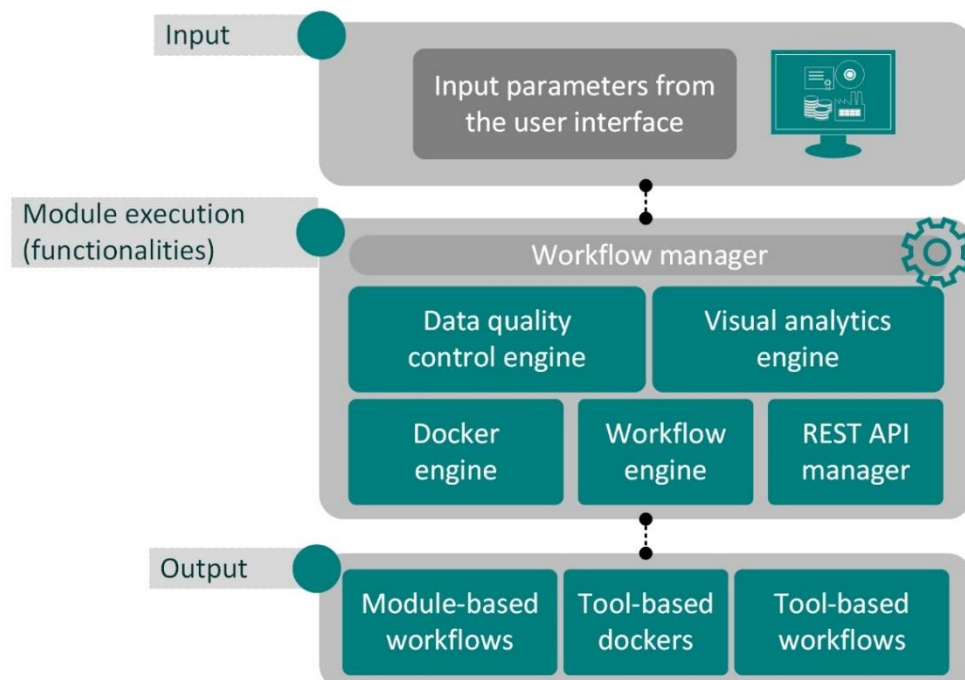 Input
Input parameters from
the user interface
Module execution
(functionalities)
Workflow manager
Data quality
control engine
Visual analytics
engine
Docker
engine
Workflow
engine
REST API
manager
Output
Module-based
workflows
Tool-based
dockers
Tool-based
workflows